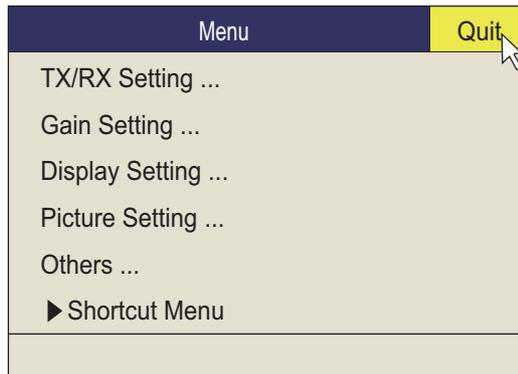 Menu Quit
TX/RX Setting ...
Gain Setting ...
Display Setting ...
Picture Setting ...
Others ...
▶Shortcut Menu